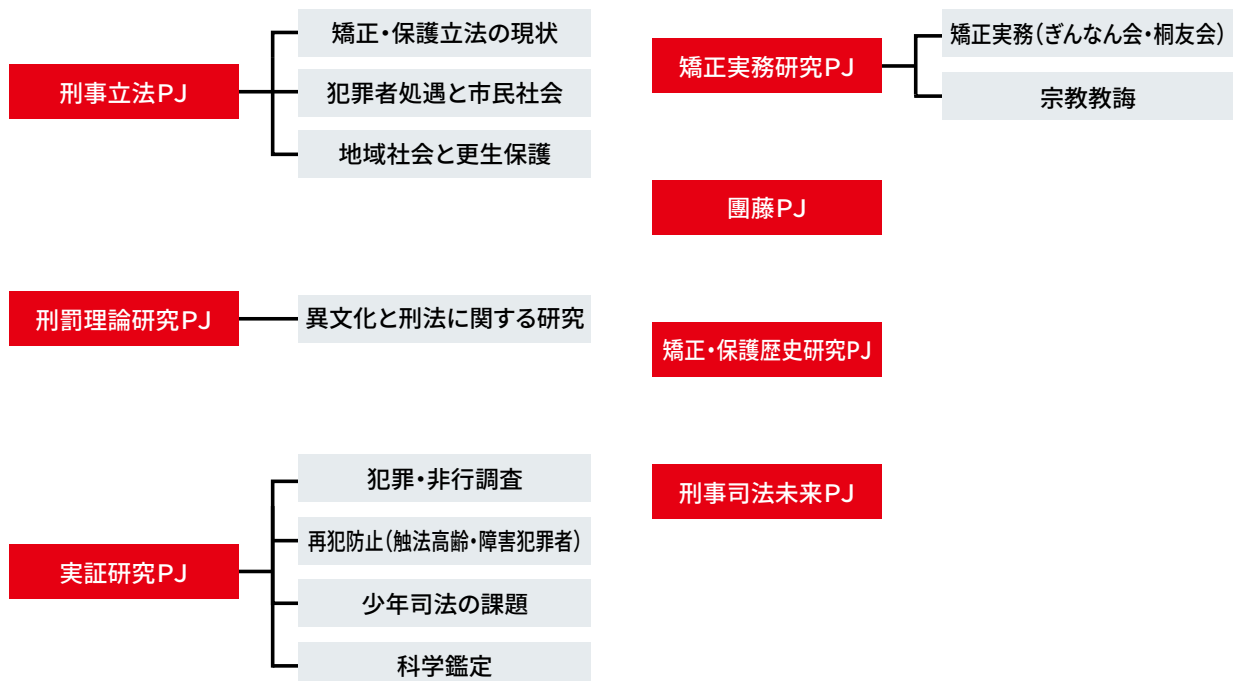 刑事立法PJ
矯正・保護立法の現状
犯罪者処遇と市民社会
地域社会と更生保護
刑罰理論研究PJ
異文化と刑法に関する研究
実証研究PJ
犯罪・非行調査
再犯防止(触法高齢・障害犯罪者)
少年司法の課題
科学鑑定
矯正実務研究PJ
矯正実務(ぎんなん会・桐友会)
宗教教誨
團藤PJ
矯正・保護歴史研究PJ
刑事司法未来PJ